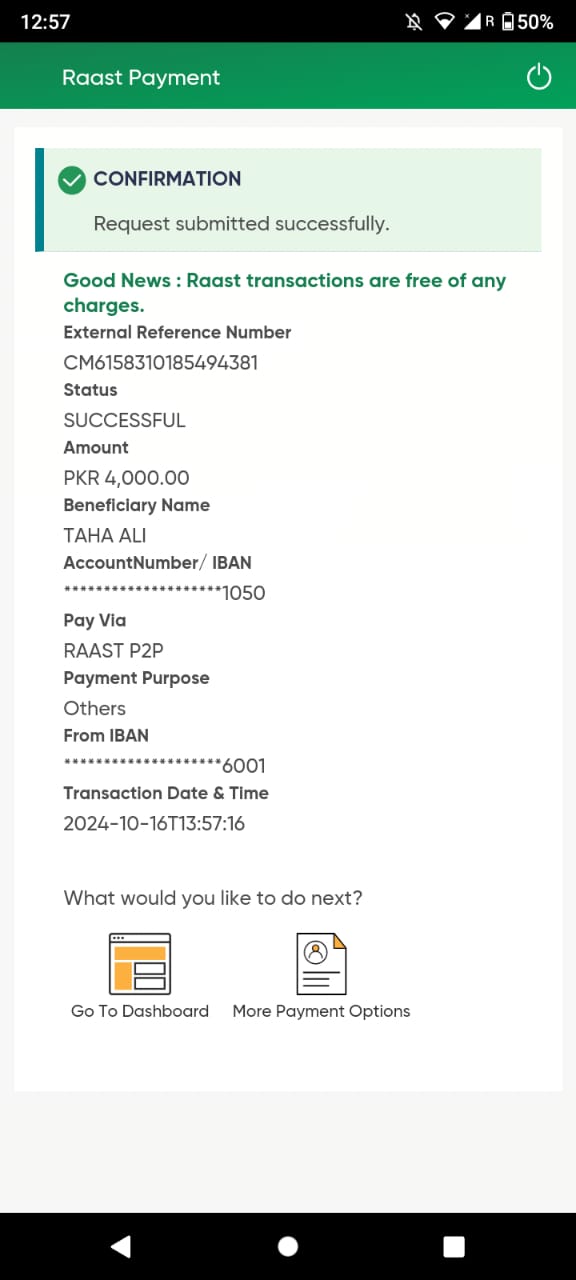 12:57
R 50%
Raast Payment
CONFIRMATION
Request submitted successfully.
Good News : Raast transactions are free of any
charges.
External Reference Number
CM6158310185494381
Status
SUCCESSFUL
Amount
PKR 4,000.00
Beneficiary Name
TAHA ALI
AccountNumber/ IBAN
********************1050
Pay Via
RAAST P2P
Payment Purpose
Others
From IBAN
********************6001
Transaction Date & Time
2024-10-16T13:57:16
What would you like to do next?
Go To Dashboard
More Payment Options